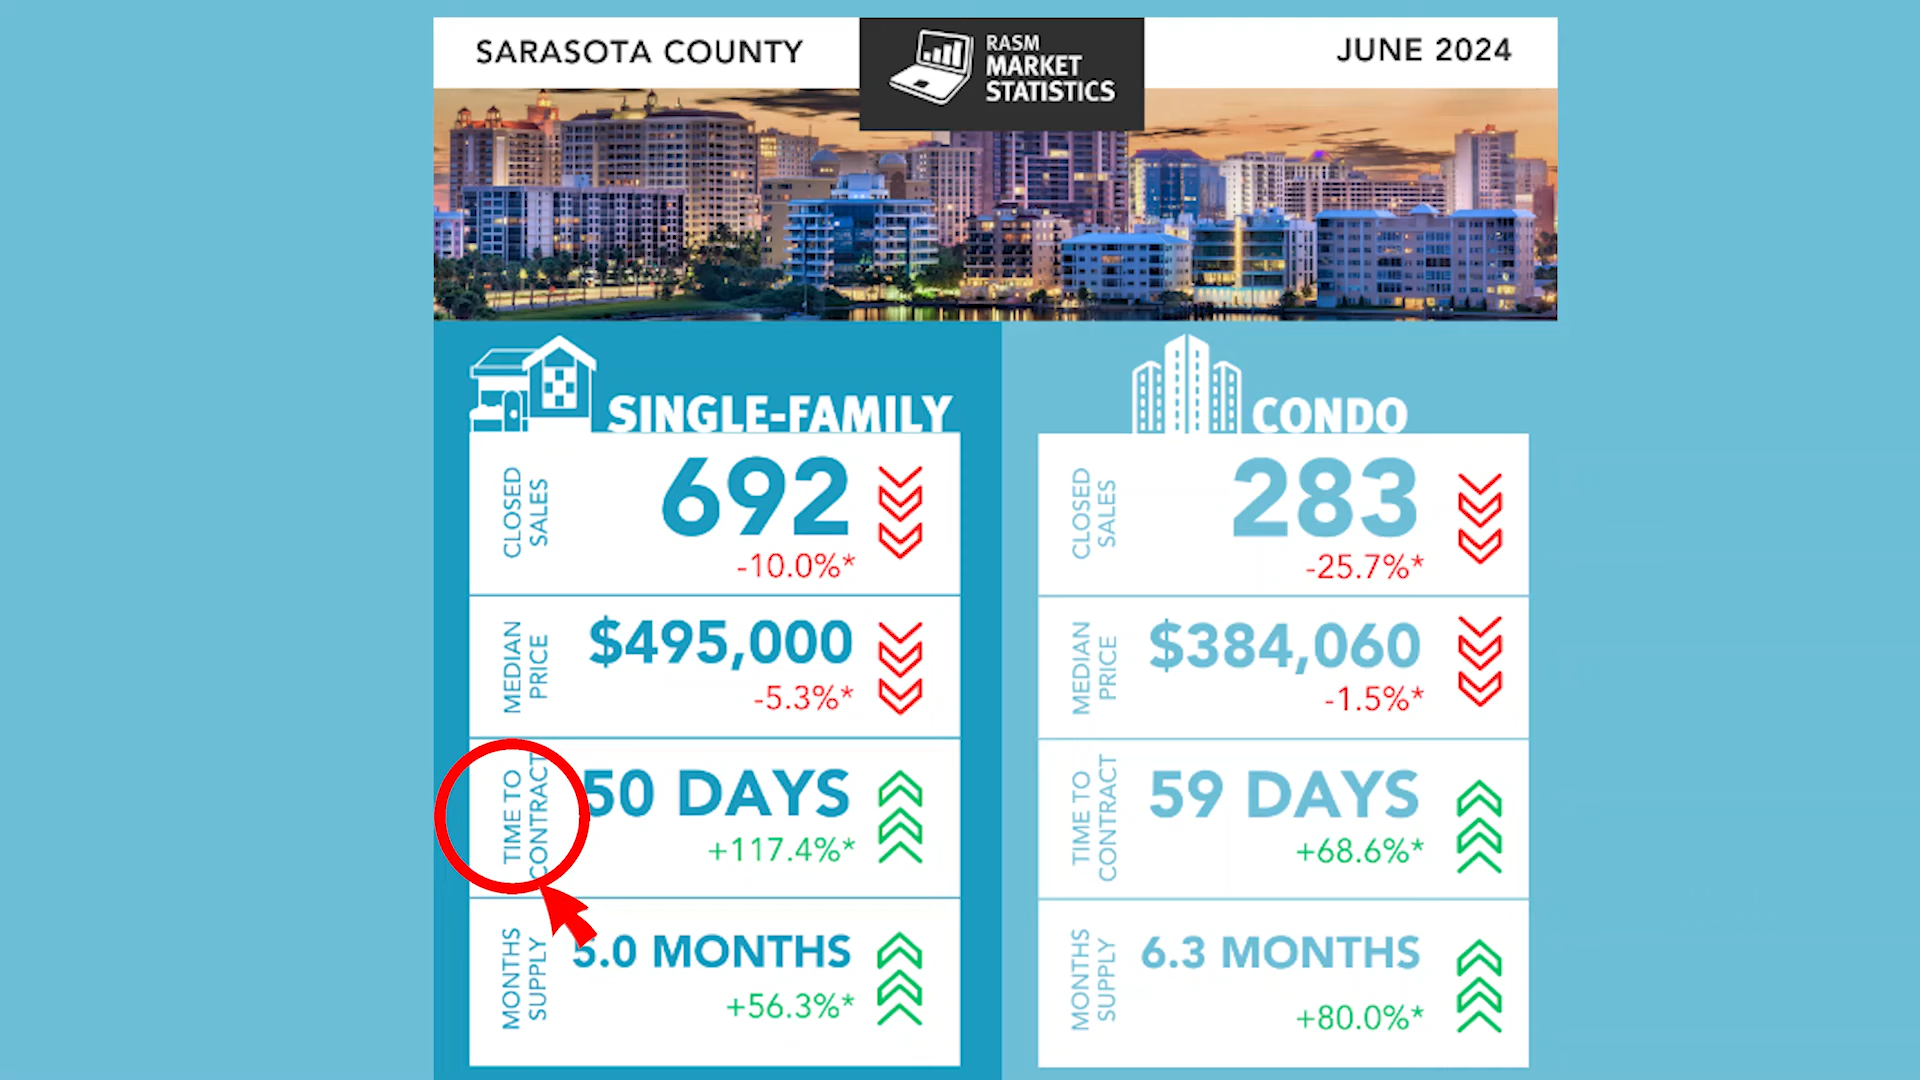 SARASOTA COUNTY
RASM
MARKET
STATISTICS
JUNE 2024
SINGLE-FAMILY
CLOSED
SALES
692
-10.0%*
MEDIAN
PRICE
$495,000
-5.3%*
TIME TO
CONTRACT
50 DAYS
+117.4%*
MONTHS
SUPPLY
5.0 MONTHS
+56.3%*
CONDO
CLOSED
SALES
283
-25.7%*
MEDIAN
PRICE
$384,060
-1.5%*
TIME TO
CONTRACT
59 DAYS
+68.6%*
MONTHS
SUPPLY
6.3 MONTHS
+80.0%*